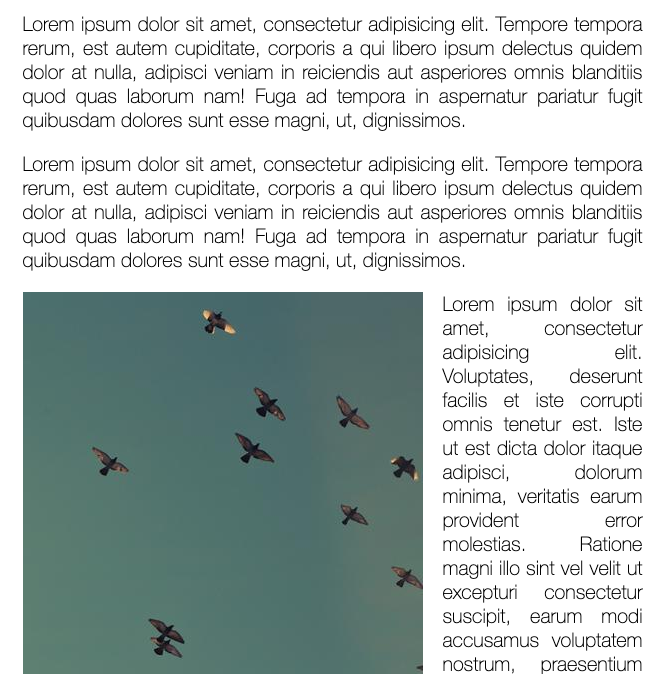 Lorem ipsum dolor sit amet, consectetur adipisicing elit. Tempore tempora
rerum, est autem cupiditate, corporis a qui libero ipsum delectus quidem
dolor at nulla, adipisci veniam in reiciendis aut asperiores omnis blanditiis
quod quas laborum nam! Fuga ad tempora in aspernatur pariatur fugit
quibusdam dolores sunt esse magni, ut, dignissimos.
Lorem ipsum dolor sit amet, consectetur adipisicing elit. Tempore tempora
rerum, est autem cupiditate, corporis a qui libero ipsum delectus quidem
dolor at nulla, adipisci veniam in reiciendis aut asperiores omnis blanditiis
quod quas laborum nam! Fuga ad tempora in aspernatur pariatur fugit
quibusdam dolores sunt esse magni, ut, dignissimos.
Lorem ipsum dolor sit
amet, consectetur
adipisicing elit.
Voluptates, deserunt
facilis et iste corrupti
omnis tenetur est. Iste
ut est dicta dolor itaque
adipisci, dolorum
minima, veritatis earum
provident error
molestias. Ratione
magni illo sint vel velit ut
excepturi consectetur
suscipit, earum modi
accusamus voluptatem
nostrum, praesentium